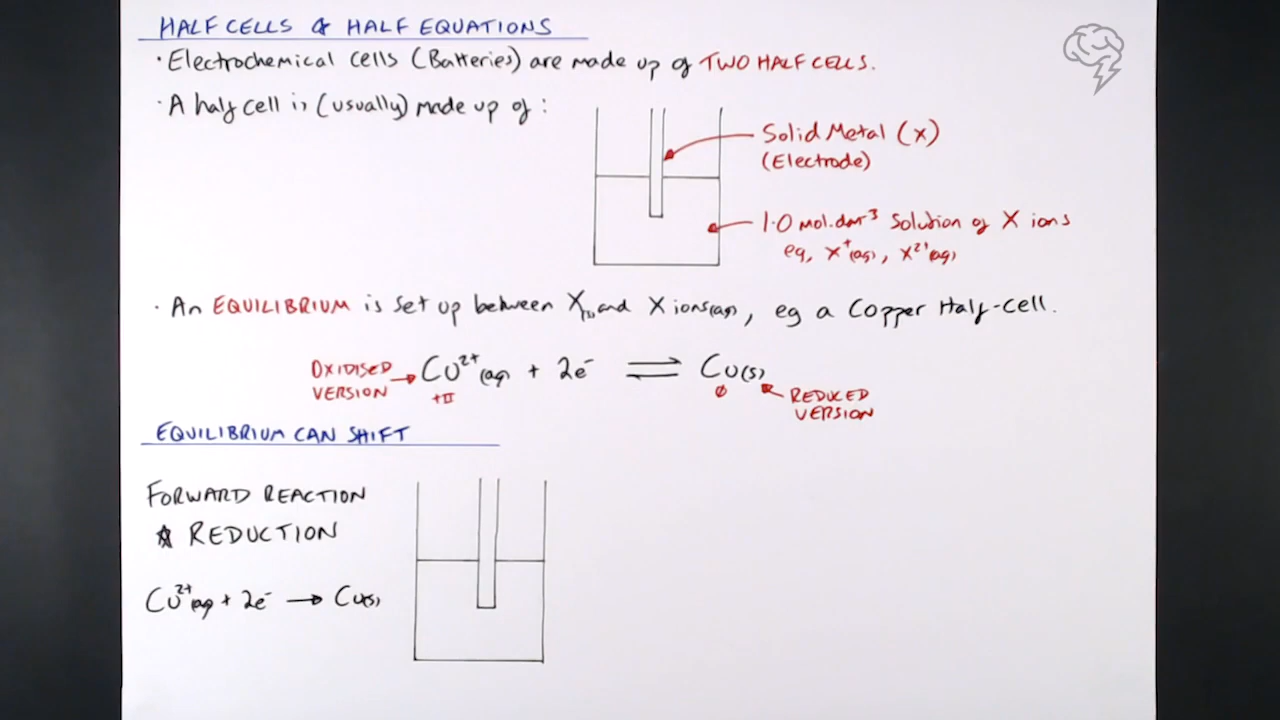 HALF CELLS & HALF EQUATIONS
· Electrochemical cells (Batteries) are made up of TWO HALF CELLS.
· A half cell is (usually) made up of :
Solid Metal (X)
(Electrode)
1.0 mol.dm⁻³ Solution of X ions
eg, X⁺(aq), X²⁺(aq)
· An EQUILIBRIUM is set up between X(s) and X ions(aq), eg a Copper Half-cell.
OXIDISED VERSION
Cu²⁺(aq) + 2e⁻ ⇌ Cu(s)
+II
0
REDUCED VERSION
EQUILIBRIUM CAN SHIFT
FORWARD REACTION
☆ REDUCTION
Cu²⁺(aq) + 2e⁻ → Cu(s)